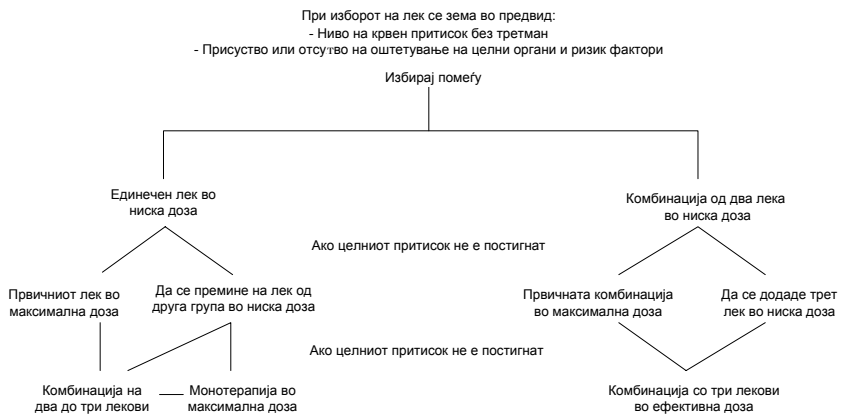 При изборот на лек се зема во предвид:
- Ниво на крвен притисок без третман
- Присуство или отсутво на оштетување на целни органи и ризик фактори
Избирај помеѓу
Единечен лек во
ниска доза
Комбинација од два лека
во ниска доза
Ако целниот притисок не е постигнат
Првичниот лек во
максимална доза
Да се премине на лек од
друга група во ниска доза
Првичната комбинација
во максимална доза
Да се додаде трет
лек во ниска доза
Ако целниот притисок не е постигнат
Комбинација на
два до три лекови
Монотерапија во
максимална доза
Комбинација со три лекови
во ефективна доза